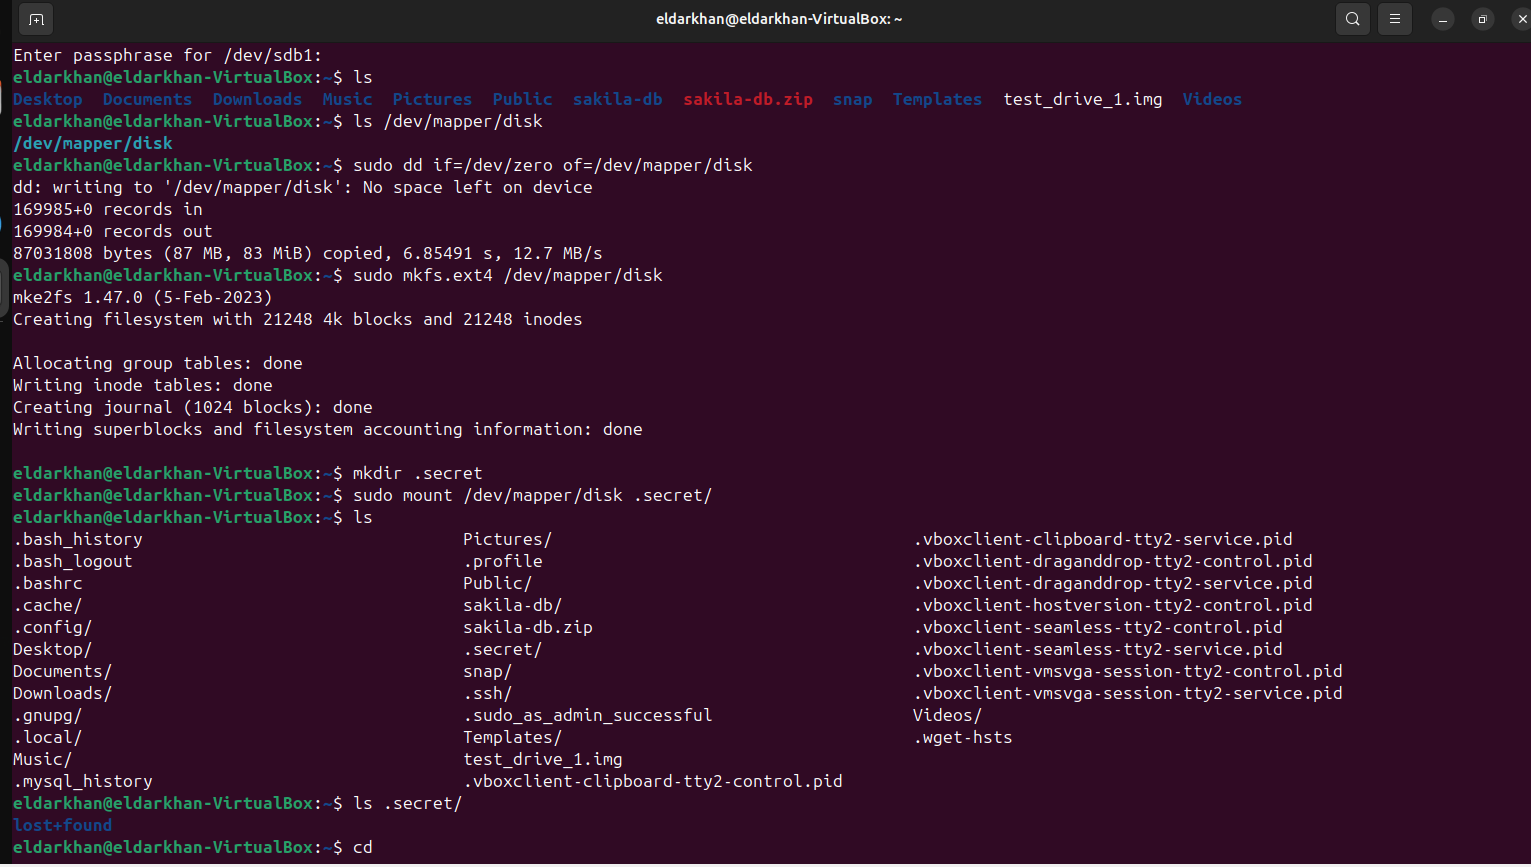 eldarkhan@eldarkhan-VirtualBox: ~
Enter passphrase for /dev/sdb1:
eldarkhan@eldarkhan-VirtualBox:~$ ls
Desktop  Documents  Downloads  Music  Pictures  Public  sakila-db  sakila-db.zip  snap  Templates  test_drive_1.img  Videos
eldarkhan@eldarkhan-VirtualBox:~$ ls /dev/mapper/disk
/dev/mapper/disk
eldarkhan@eldarkhan-VirtualBox:~$ sudo dd if=/dev/zero of=/dev/mapper/disk
dd: writing to '/dev/mapper/disk': No space left on device
169985+0 records in
169984+0 records out
87031808 bytes (87 MB, 83 MiB) copied, 6.85491 s, 12.7 MB/s
eldarkhan@eldarkhan-VirtualBox:~$ sudo mkfs.ext4 /dev/mapper/disk
mke2fs 1.47.0 (5-Feb-2023)
Creating filesystem with 21248 4k blocks and 21248 inodes
Allocating group tables: done
Writing inode tables: done
Creating journal (1024 blocks): done
Writing superblocks and filesystem accounting information: done
eldarkhan@eldarkhan-VirtualBox:~$ mkdir .secret
eldarkhan@eldarkhan-VirtualBox:~$ sudo mount /dev/mapper/disk .secret/
eldarkhan@eldarkhan-VirtualBox:~$ ls
.bash_history  Pictures/  .vboxclient-clipboard-tty2-service.pid
.bash_logout  .profile  .vboxclient-draganddrop-tty2-control.pid
.bashrc  Public/  .vboxclient-draganddrop-tty2-service.pid
.cache/  sakila-db/  .vboxclient-hostversion-tty2-control.pid
.config/  sakila-db.zip  .vboxclient-seamless-tty2-control.pid
Desktop/  .secret/  .vboxclient-seamless-tty2-service.pid
Documents/  snap/  .vboxclient-vmsvga-session-tty2-control.pid
Downloads/  .ssh/  .vboxclient-vmsvga-session-tty2-service.pid
.gnupg/  .sudo_as_admin_successful  Videos/
.local/  Templates/  .wget-hsts
Music/  test_drive_1.img
.mysql_history  .vboxclient-clipboard-tty2-control.pid
eldarkhan@eldarkhan-VirtualBox:~$ ls .secret/
lost+found
eldarkhan@eldarkhan-VirtualBox:~$ cd